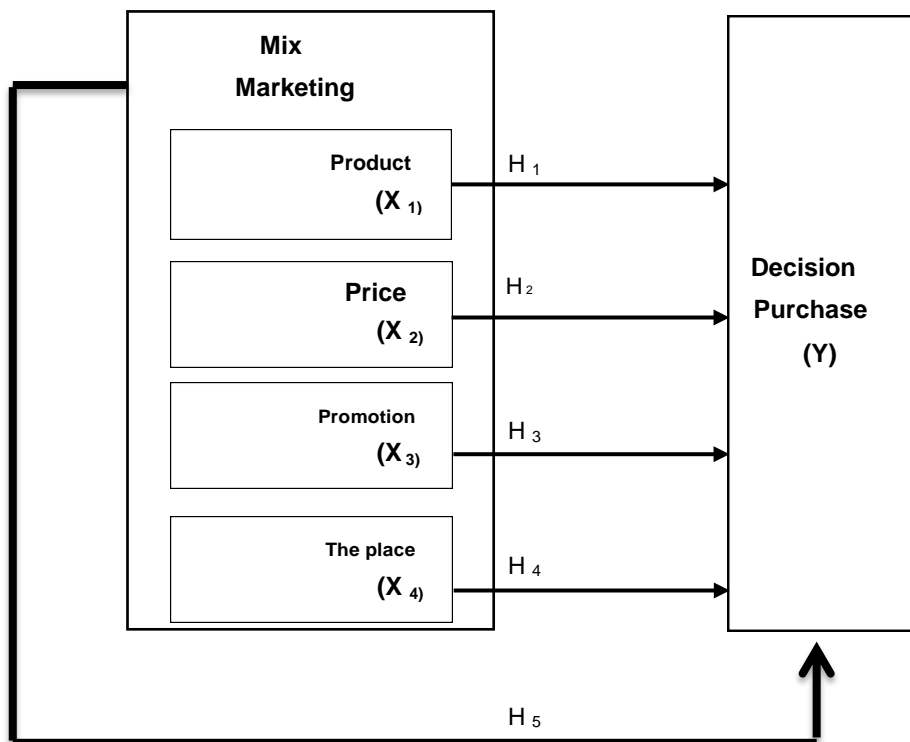 Mix
Marketing
Product
(X 1)
H 1
Price
(X 2)
H 2
Promotion
(X 3)
H 3
The place
(X 4)
H 4
Decision
Purchase
(Y)
H 5